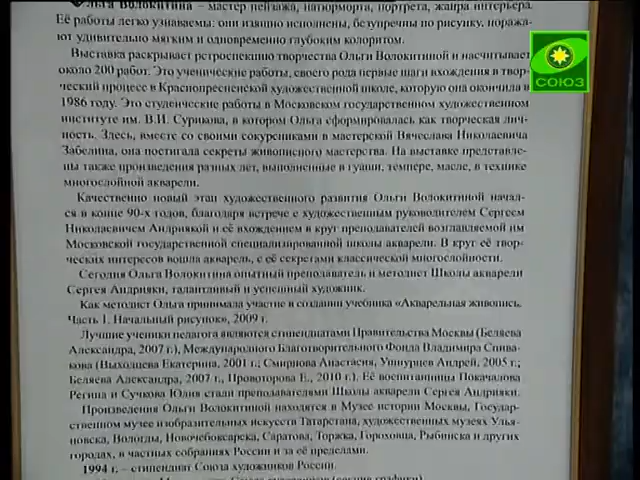 Ольга Волокитина – мастер пейзажа, натюрморта, портрета, жанра интерьера.
Её работы легко узнаваемы: они изящно исполнены, безупречны по рисунку, поража-
ют удивительно мягким и одновременно глубоким колоритом.
Выставка раскрывает ретроспекцию творчества Ольги Волокитиной и насчитывает
около 200 работ. Это ученические работы, своего рода первые шаги вхождения в твор-
ческий процесс в Краснопресненской художественной школе, которую она окончила в
1986 году. Это студенческие работы в Московском государственном художественном
институте им. В.И. Сурикова, в котором Ольга сформировалась как творческая лич-
ность. Здесь, вместе со своими сокурсниками в мастерской Вячеслава Николаевича
Забелина, она постигала секреты живописного мастерства. На выставке представле-
ны также произведения разных лет, выполненные в гуаши, темпере, масле, в технике
многослойной акварели.
Качественно новый этап художественного развития Ольги Волокитиной начал-
ся в конце 90-х годов, благодаря встрече с художественным руководителем Сергеем
Николаевичем Андриякой и её вхождением в круг преподавателей возглавляемой им
Московской государственной специализированной школы акварели. В круг её твор-
ческих интересов вошла акварель, с её секретами классической многослойности.
Сегодня Ольга Волокитина опытный преподаватель и методист Школы акварели
Сергея Андрияки, талантливый и успешный художник.
Как методист Ольга принимала участие в создании учебника «Акварельная живопись.
Часть 1. Начальный рисунок», 2009 г.
Лучшие ученики педагога являются стипендиатами Правительства Москвы (Беляева
Александра, 2007 г.), Международного Благотворительного Фонда Владимира Спива-
кова (Выходцева Екатерина, 2001 г.; Смирнова Анастасия, Ушнурцев Андрей, 2005 г.;
Беляева Александра, 2007 г., Провоторова Е., 2010 г.). Её воспитанницы Покачалова
Регина и Сучкова Юлия стали преподавателями Школы акварели Сергея Андрияки.
Произведения Ольги Волокитиной находятся в Музее истории Москвы, Государ-
ственном музее изобразительных искусств Татарстана, художественных музеях Улья-
новска, Вологды, Новочебоксарска, Саратова, Торжка, Гороховца, Рыбинска и других
городах, в частных собраниях России и за её пределами.
1994 г. – стипендиат Союза художников России.
СОЮЗ